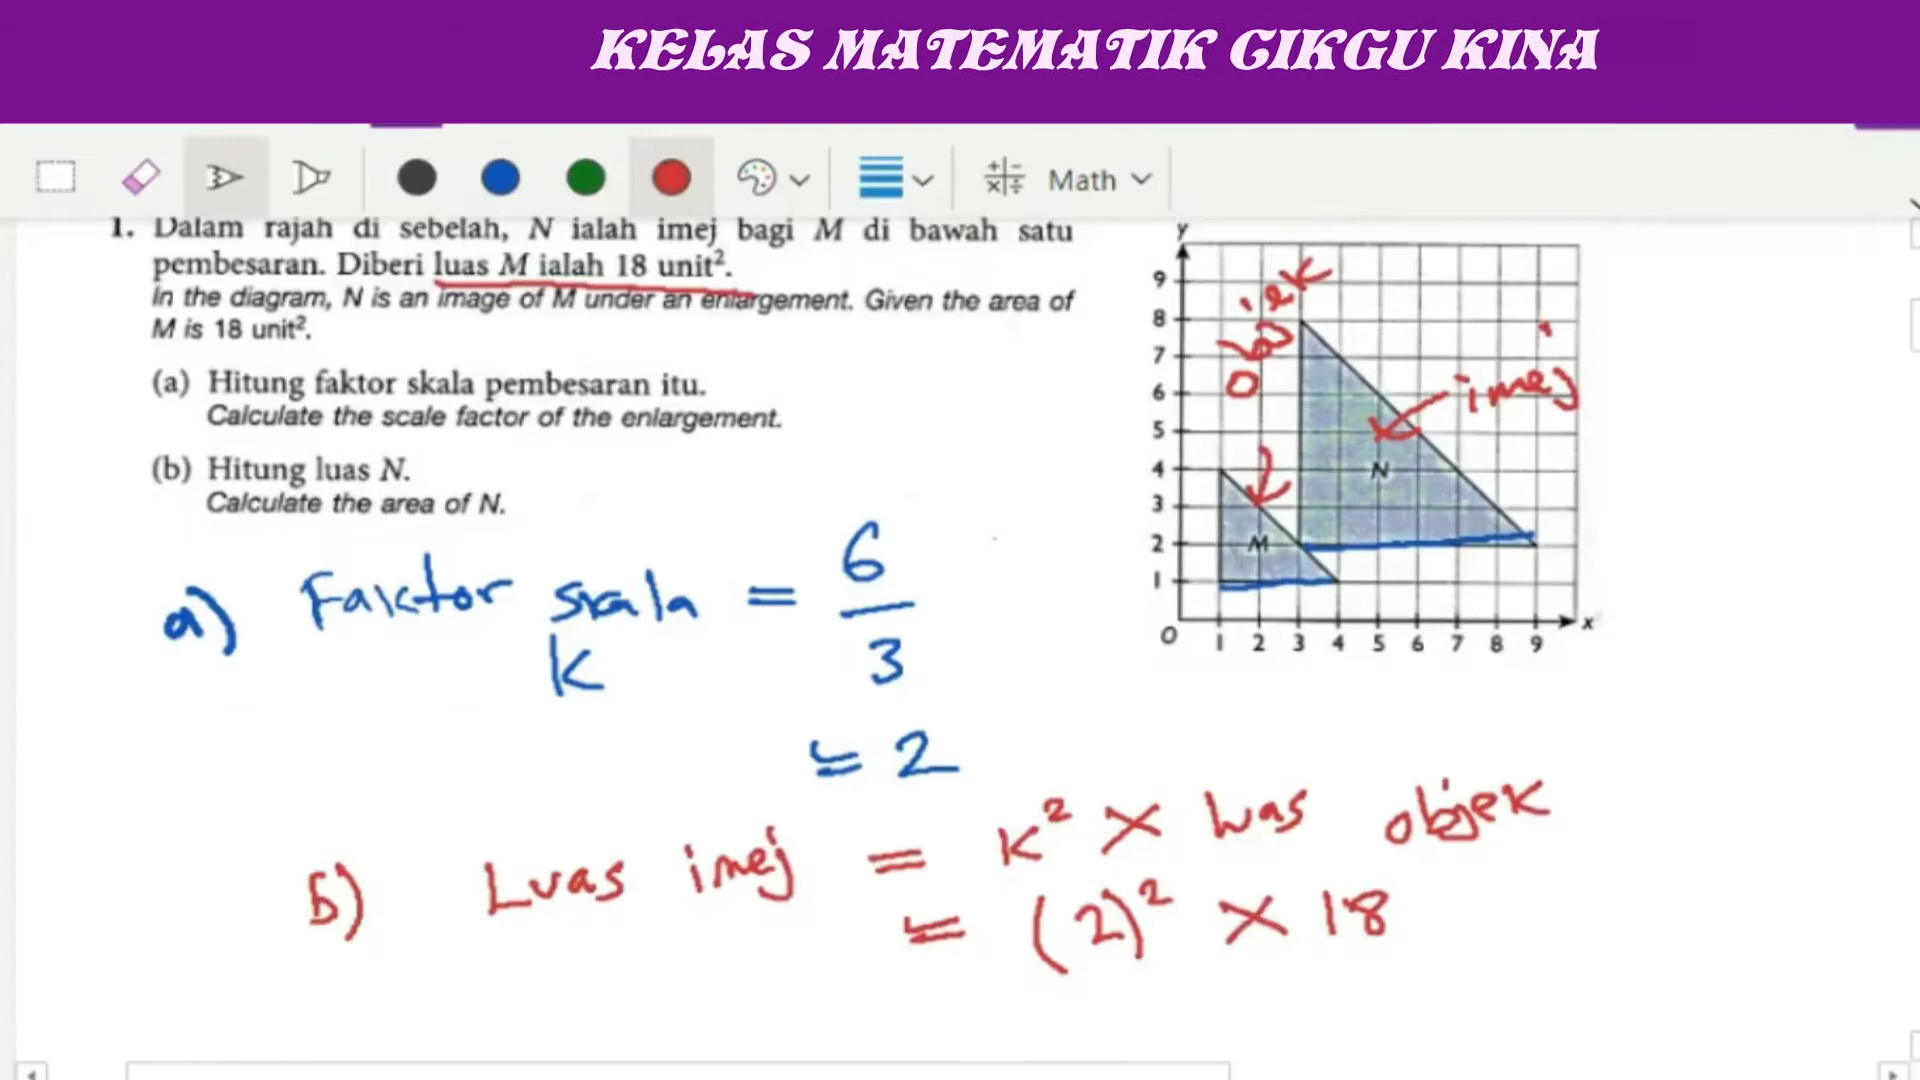 KELAS MATEMATIK CIKGU KINA
Math
1. Dalam rajah di sebelah, N ialah imej bagi M di bawah satu
pembesaran. Diberi luas M ialah 18 unit².
In the diagram, N is an image of M under an enlargement. Given the area of
M is 18 unit².
(a) Hitung faktor skala pembesaran itu.
Calculate the scale factor of the enlargement.
(b) Hitung luas N.
Calculate the area of N.
y
9
8
7
6
5
4
3
2
1
O 1 2 3 4 5 6 7 8 9 x
objek
imej
N
M
a) Faktor skala = 6/3
k
= 2
b) Luas imej = k² × luas objek
= (2)² × 18